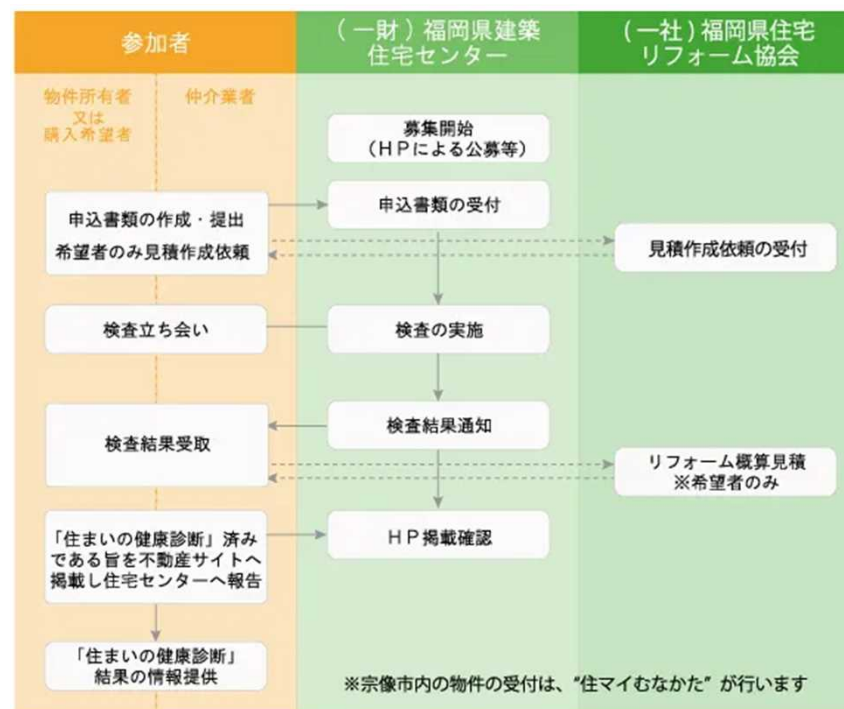 参加者
(一財)福岡県建築
住宅センター
(一社)福岡県住宅
リフォーム協会
物件所有者
又は
購入希望者
仲介業者
募集開始
(HPによる公募等)
申込書類の作成・提出
希望者のみ見積作成依頼
申込書類の受付
見積作成依頼の受付
検査立ち会い
検査の実施
検査結果受取
検査結果通知
リフォーム概算見積
※希望者のみ
「住まいの健康診断」済み
である旨を不動産サイトへ
掲載し住宅センターへ報告
HP掲載確認
「住まいの健康診断」
結果の情報提供
※宗像市内の物件の受付は、“住マイむなかた”が行います